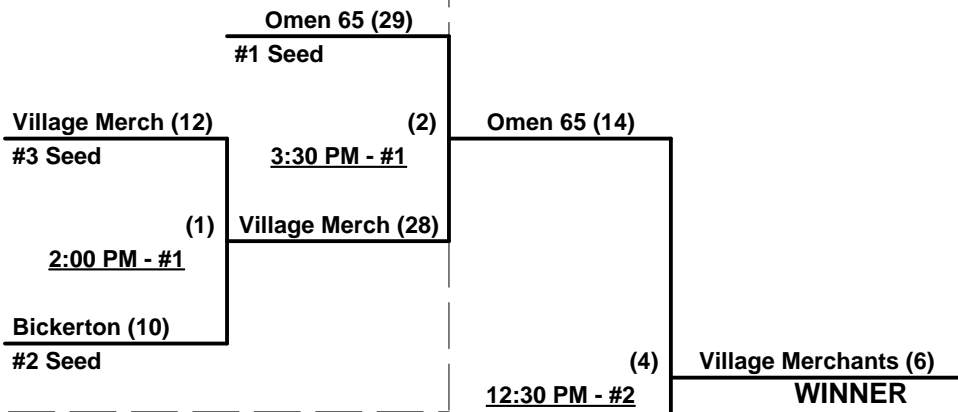 Omen 65 (29)
#1 Seed
Village Merch (12)
(2)
Omen 65 (14)
#3 Seed
3:30 PM - #1
(1)
Village Merch (28)
2:00 PM - #1
Bickerton (10)
#2 Seed
(4)
Village Merchants (6)
12:30 PM - #2
WINNER